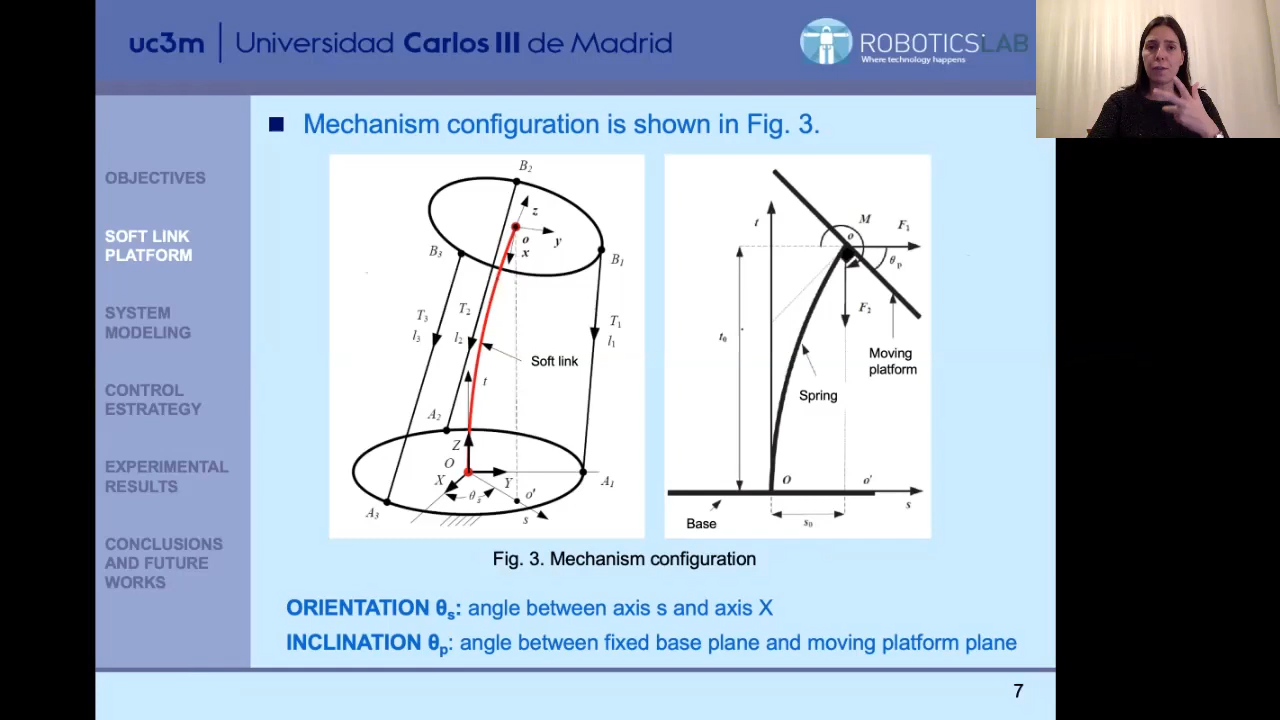 uc3m | Universidad Carlos III de Madrid
ROBOTICSLAB
Where technology happens
OBJECTIVES
SOFT LINK
PLATFORM
SYSTEM
MODELING
CONTROL
ESTRATEGY
EXPERIMENTAL
RESULTS
CONCLUSIONS
AND FUTURE
WORKS
■ Mechanism configuration is shown in Fig. 3.
B₂
z
o
y
x
B₃
B₁
T₃
T₂
T₁
l₃
l₂
l₁
Soft link
t
A₂
Z
O
X
Y
A₁
θₛ
o'
A₃
s
t
M
F₁
o
θₚ
F₂
t₀
Moving
platform
Spring
O
o'
s
Base
s₀
Fig. 3. Mechanism configuration
ORIENTATION θₛ: angle between axis s and axis X
INCLINATION θₚ: angle between fixed base plane and moving platform plane
7